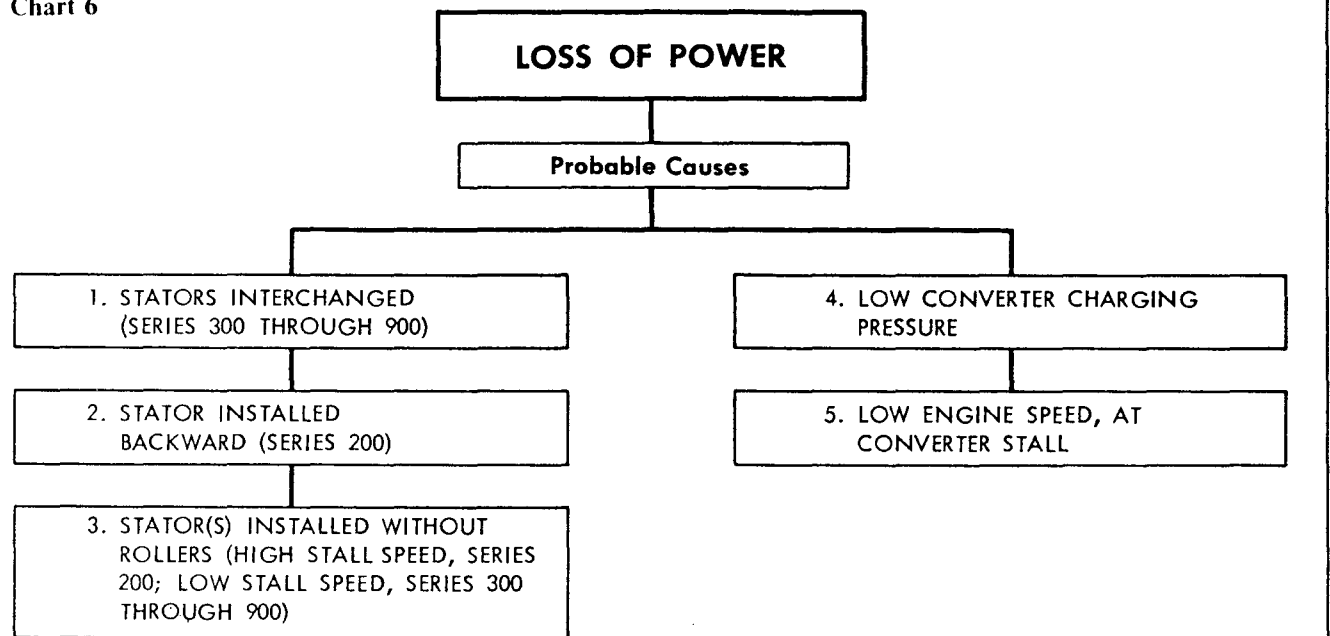 Chart 6
LOSS OF POWER
Probable Causes
1. STATORS INTERCHANGED
(SERIES 300 THROUGH 900)
2. STATOR INSTALLED
BACKWARD (SERIES 200)
3. STATOR(S) INSTALLED WITHOUT
ROLLERS (HIGH STALL SPEED, SERIES
200; LOW STALL SPEED, SERIES 300
THROUGH 900)
4. LOW CONVERTER CHARGING
PRESSURE
5. LOW ENGINE SPEED, AT
CONVERTER STALL